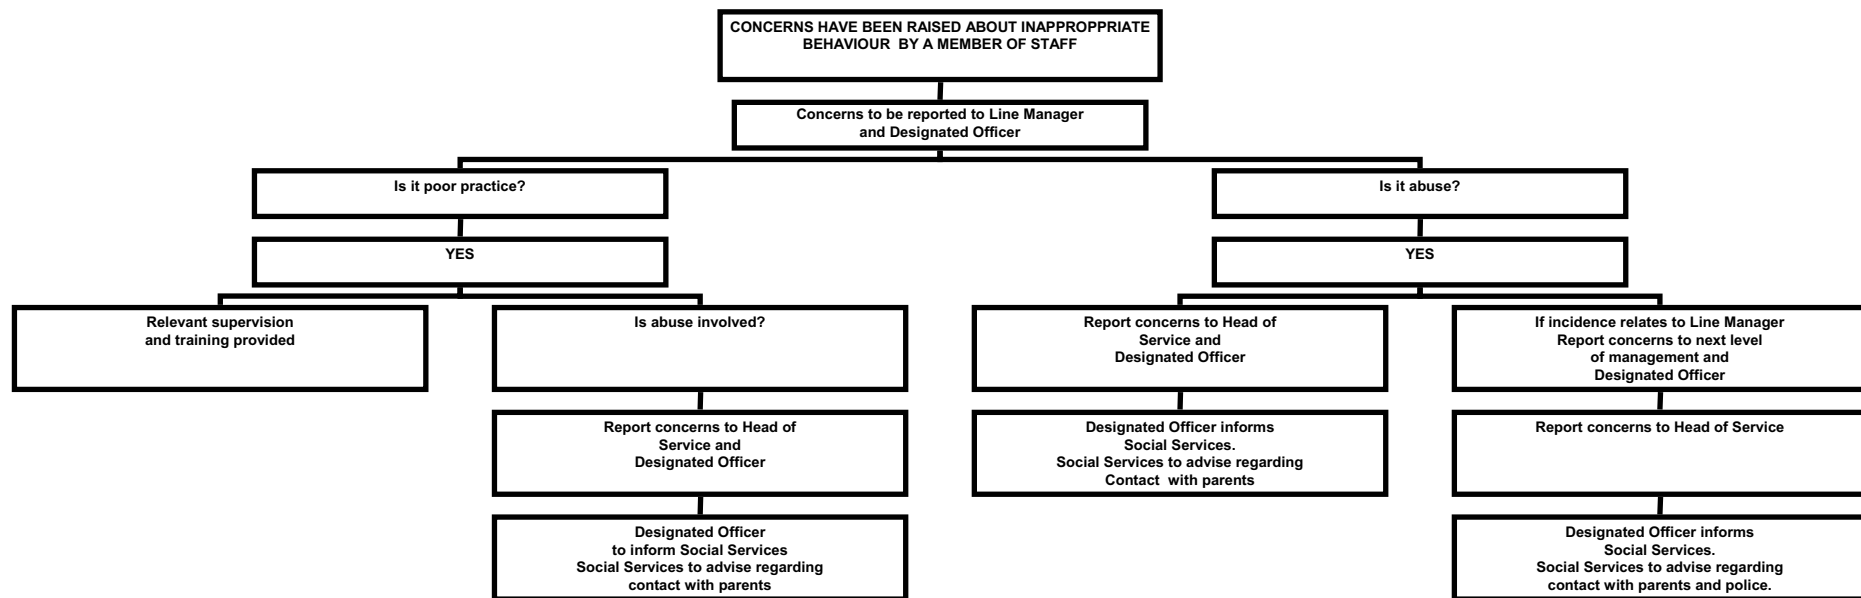 CONCERNS HAVE BEEN RAISED ABOUT INAPPROPPRIATE
BEHAVIOUR BY A MEMBER OF STAFF
Concerns to be reported to Line Manager
and Designated Officer
Is it poor practice?
Is it abuse?
YES
YES
Relevant supervision
and training provided
Is abuse involved?
Report concerns to Head of
Service and
Designated Officer
If incidence relates to Line Manager
Report concerns to next level
of management and
Designated Officer
Report concerns to Head of
Service and
Designated Officer
Designated Officer informs
Social Services.
Social Services to advise regarding
Contact with parents
Report concerns to Head of Service
Designated Officer
to inform Social Services
Social Services to advise regarding
contact with parents
Designated Officer informs
Social Services.
Social Services to advise regarding
contact with parents and police.